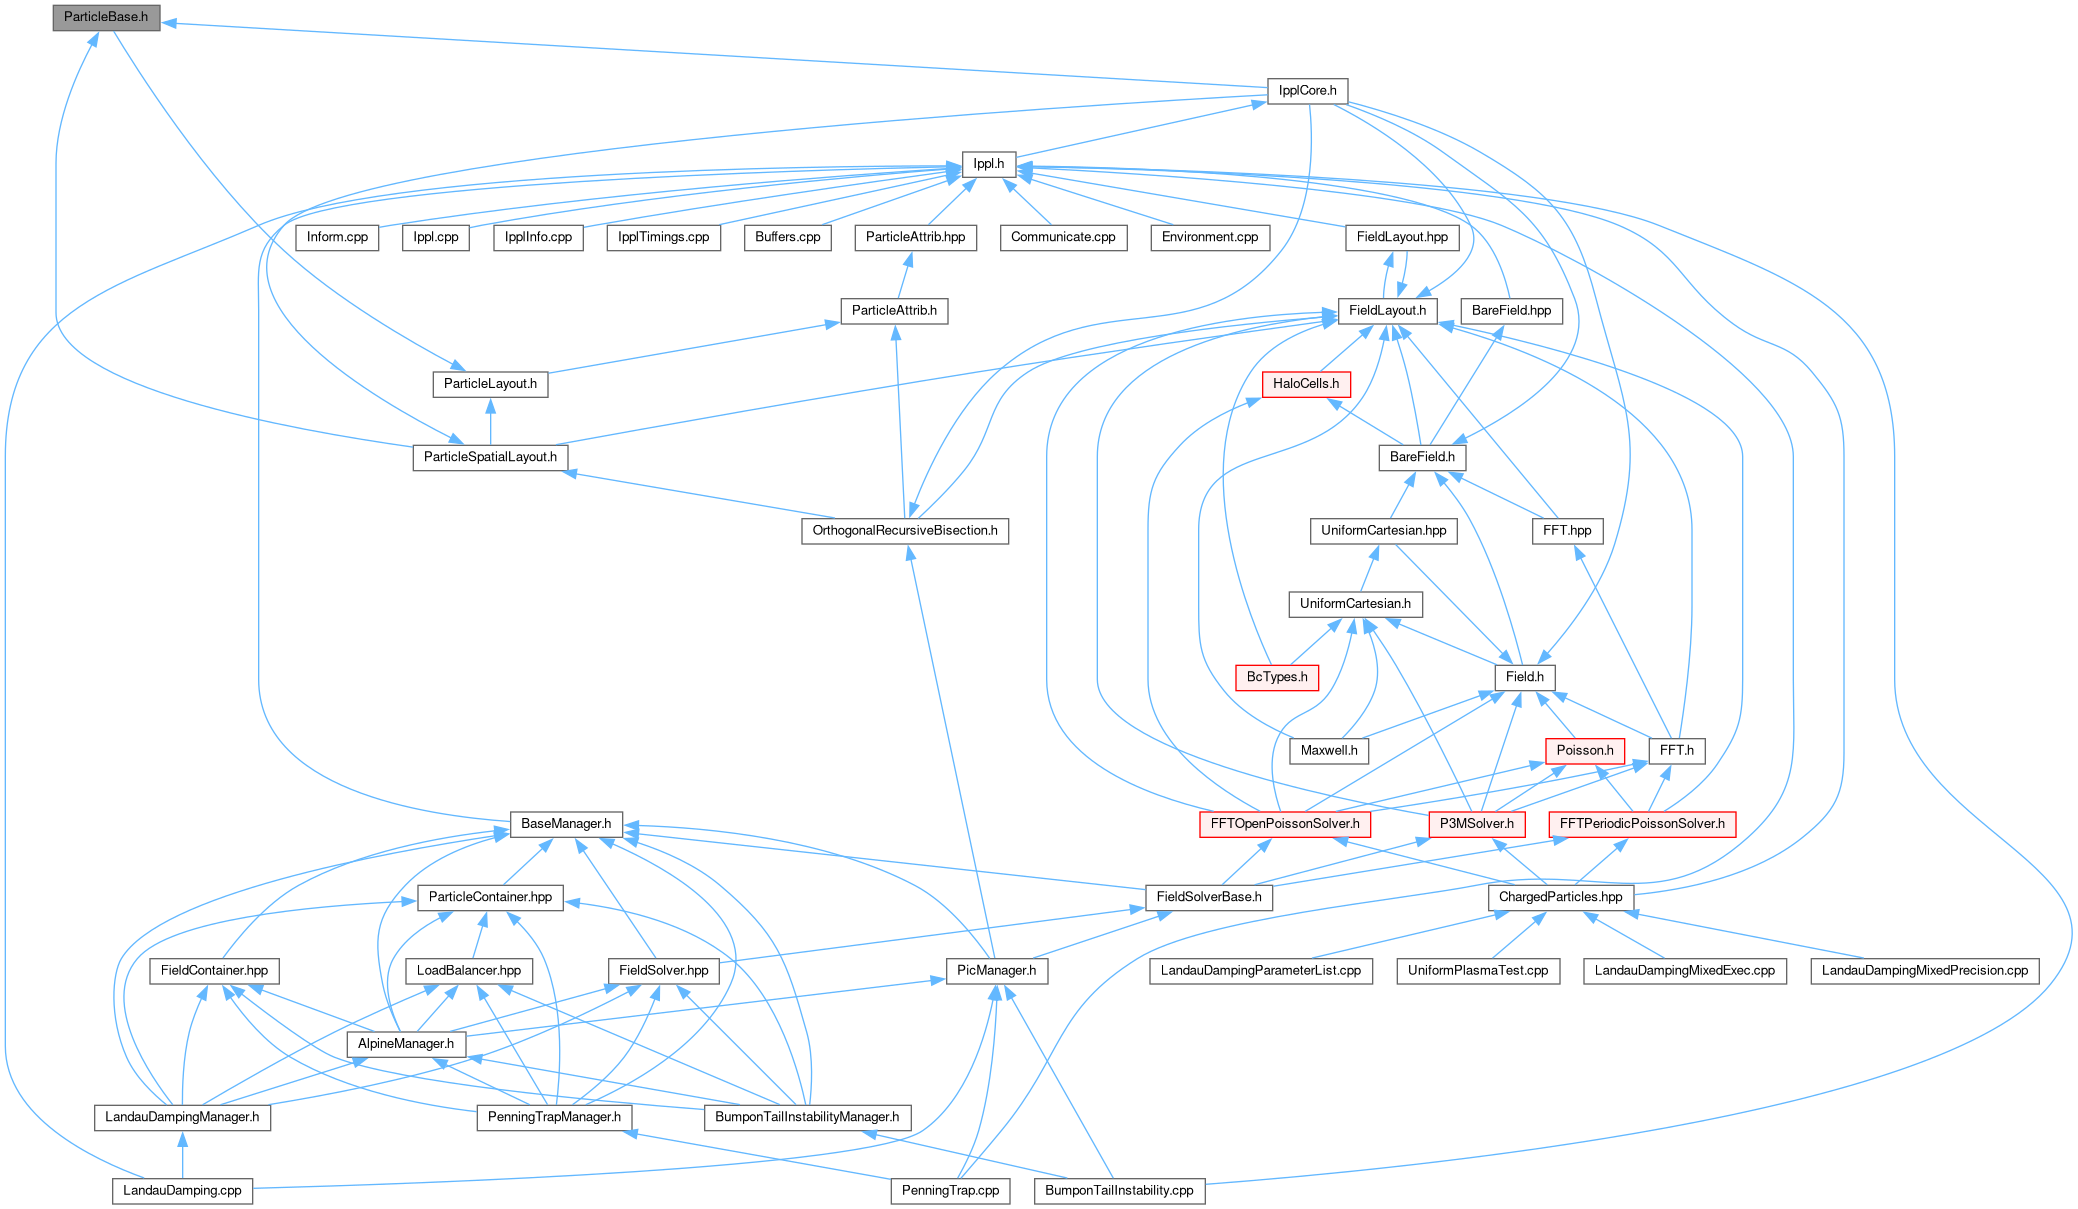 ParticleBase.h
IpplCore.h
Ippl.h
Inform.cpp
Ippl.cpp
IpplInfo.cpp
IpplTimings.cpp
Buffers.cpp
ParticleAttrib.hpp
Communicate.cpp
Environment.cpp
FieldLayout.hpp
ParticleAttrib.h
FieldLayout.h
BareField.hpp
ParticleLayout.h
HaloCells.h
ParticleSpatialLayout.h
BareField.h
OrthogonalRecursiveBisection.h
UniformCartesian.hpp
FFT.hpp
UniformCartesian.h
BcTypes.h
Field.h
Maxwell.h
Poisson.h
FFT.h
BaseManager.h
FFTOpenPoissonSolver.h
P3MSolver.h
FFTPeriodicPoissonSolver.h
ParticleContainer.hpp
FieldSolverBase.h
ChargedParticles.hpp
FieldContainer.hpp
LoadBalancer.hpp
FieldSolver.hpp
PicManager.h
LandauDampingParameterList.cpp
UniformPlasmaTest.cpp
LandauDampingMixedExec.cpp
LandauDampingMixedPrecision.cpp
AlpineManager.h
LandauDampingManager.h
PenningTrapManager.h
BumponTailInstabilityManager.h
LandauDamping.cpp
PenningTrap.cpp
BumponTailInstability.cpp